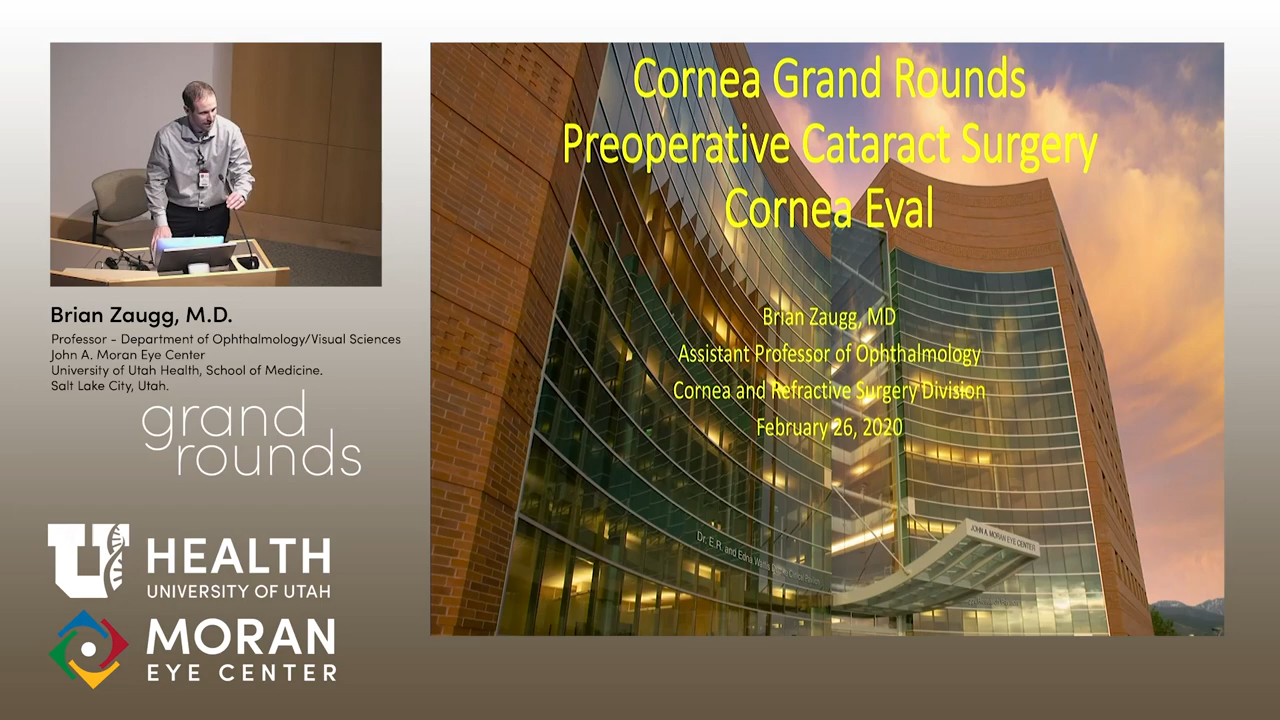 Brian Zaugg, M.D.
Professor - Department of Ophthalmology/Visual Sciences
John A. Moran Eye Center
University of Utah Health, School of Medicine.
Salt Lake City, Utah.
grand
rounds
U HEALTH
UNIVERSITY OF UTAH
MORAN
EYE CENTER
Cornea Grand Rounds
Preoperative Cataract Surgery
Cornea Eval
Brian Zaugg, MD
Assistant Professor of Ophthalmology
Cornea and Refractive Surgery Division
February 26, 2020
Dr. E.R. and Edna
JOHN A. MORAN EYE CENTER